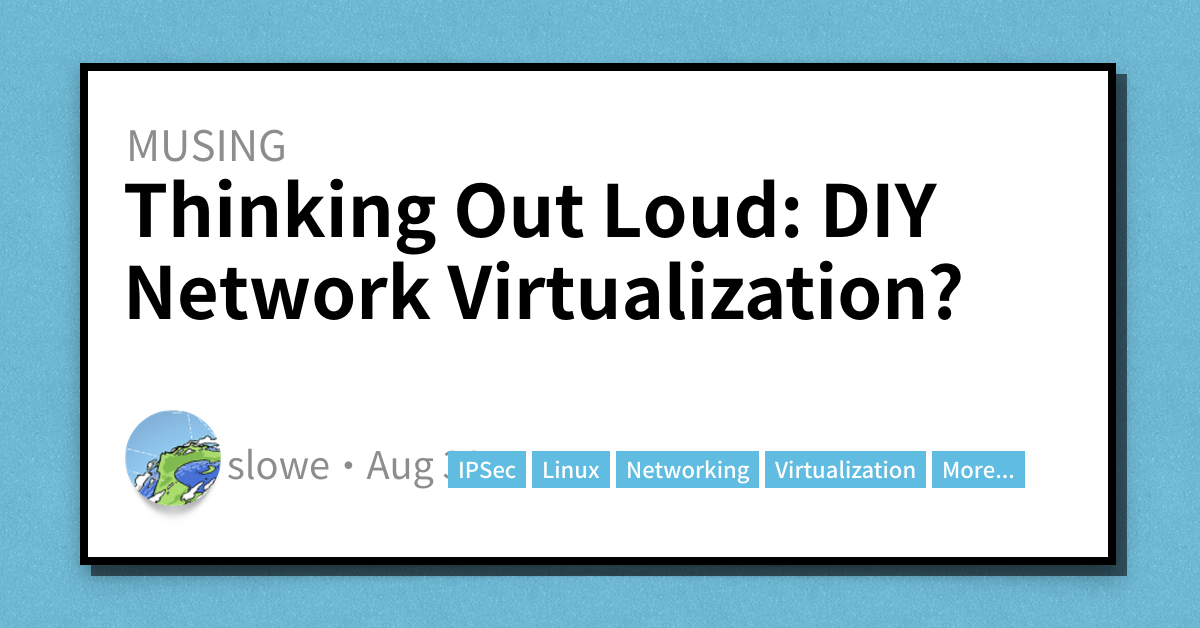 MUSING
Thinking Out Loud: DIY
Network Virtualization?
slowe • Aug
IPSec Linux Networking Virtualization More...